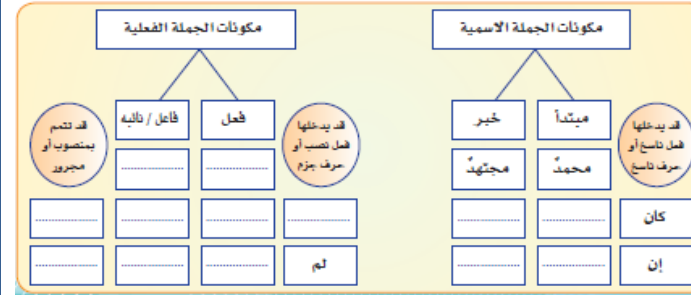 مكونات الجملة الاسمية
مبتدأ
خبر
قد يدخلها
فعل ناسخ أو
حرف ناسخ
محمدٌ
مجتهدٌ
كان
إن
مكونات الجملة الفعلية
قد يدخلها
فعل نصب أو
حرف جزم
فعل
فاعل / نائبه
قد تتمم
بمنصوب أو
مجرور
لم